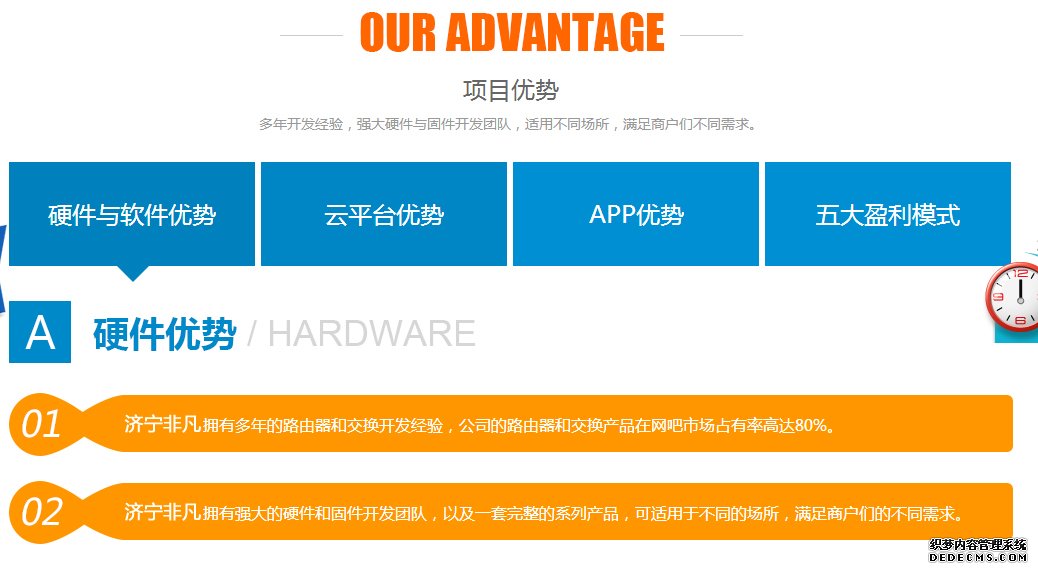 OUR ADVANTAGE
项目优势
多年开发经验，强大硬件与固件开发团队，适用不同场所，满足商户们不同需求。
硬件与软件优势
云平台优势
APP优势
五大盈利模式
A 硬件优势 / HARDWARE
01 济宁非凡拥有多年的路由器和交换开发经验，公司的路由器和交换产品在网吧市场占有率高达80%。
02 济宁非凡拥有强大的硬件和固件开发团队，以及一套完整的系列产品，可适用于不同的场所，满足商户们的不同需求。
12
9
6
织梦内容管理系统
DEDECMS.COM